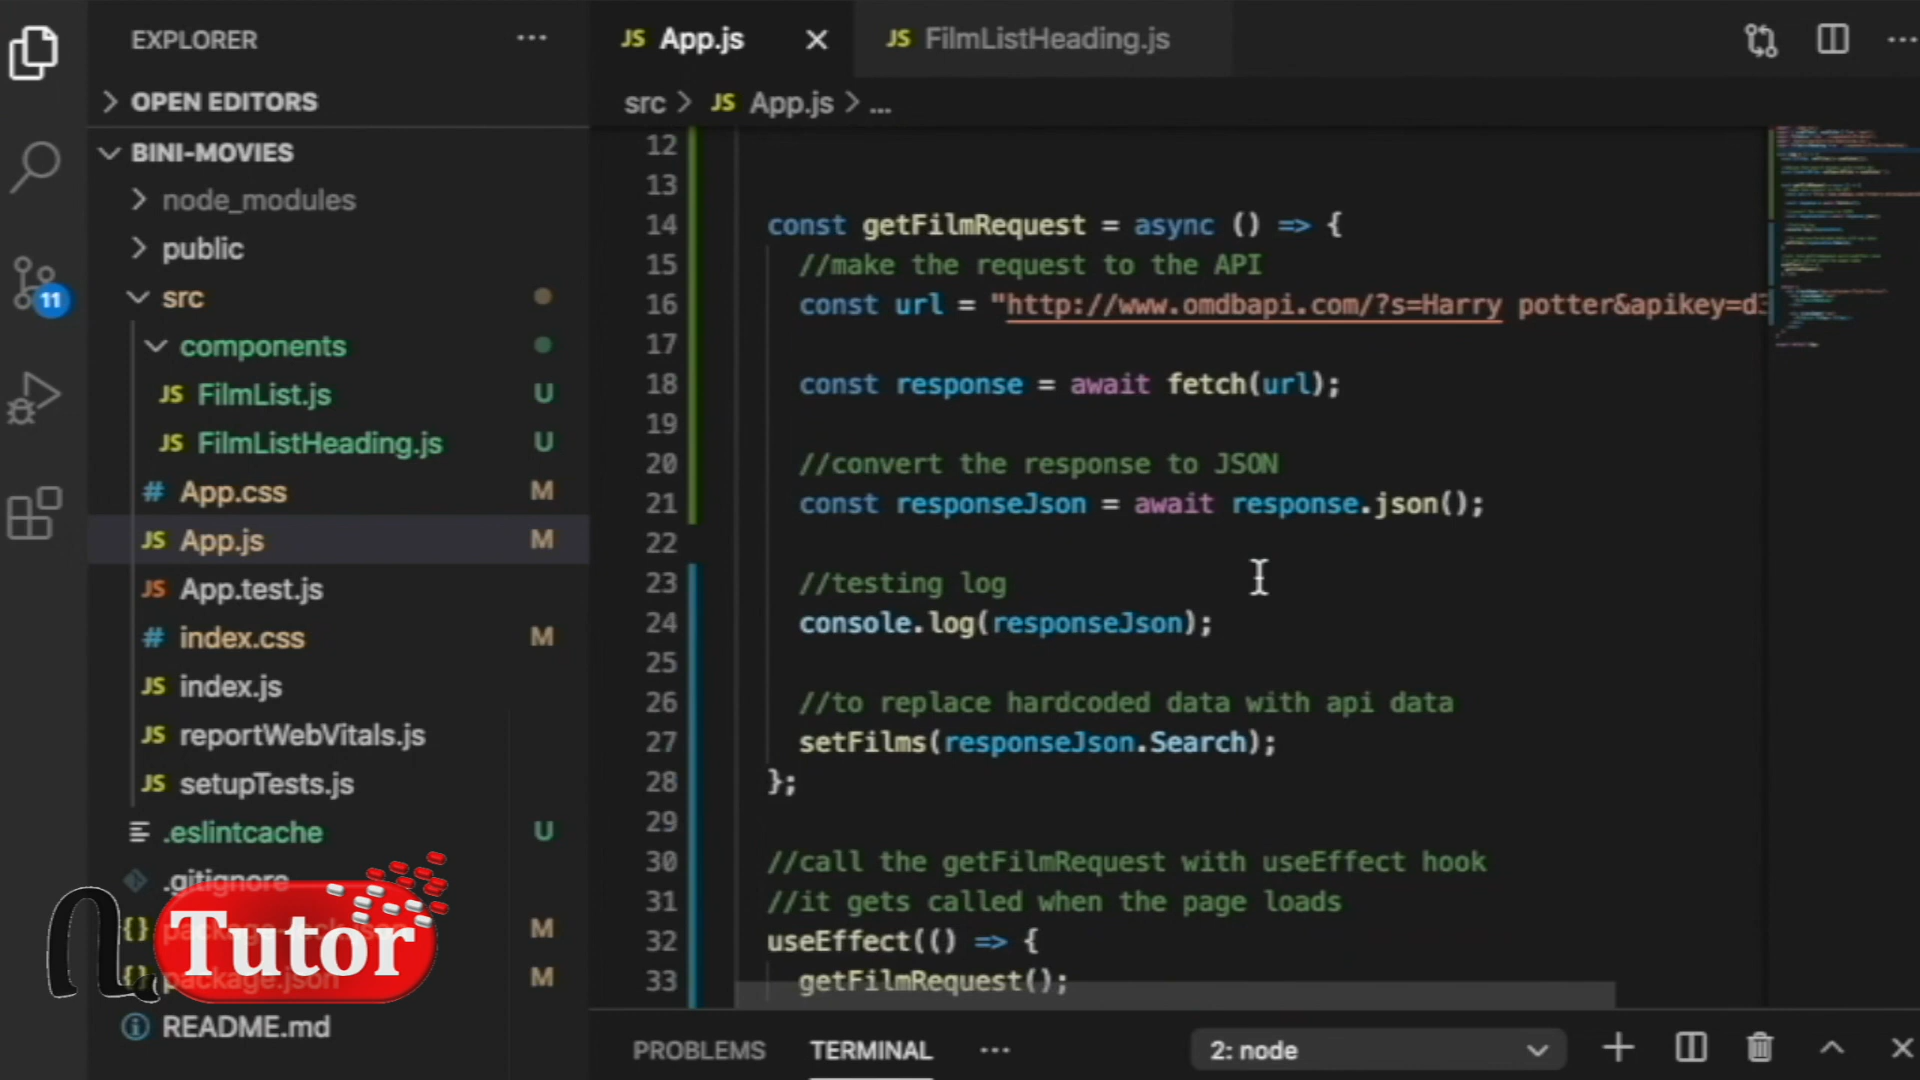 EXPLORER
OPEN EDITORS
BINI-MOVIES
node_modules
public
src
components
JS FilmList.js U
JS FilmListHeading.js U
# App.css M
JS App.js M
JS App.test.js
# index.css M
JS index.js
JS reportWebVitals.js
JS setupTests.js
.eslintcache U
.gitignore
M
{} package.json M
README.md
11
Tutor
JS App.js
JS FilmListHeading.js
src > JS App.js > ...
12
13
14 const getFilmRequest = async () => {
15 //make the request to the API
16 const url = "http://www.omdbapi.com/?s=Harry potter&apikey=d3
17
18 const response = await fetch(url);
19
20 //convert the response to JSON
21 const responseJson = await response.json();
22
23 //testing log
24 console.log(responseJson);
25
26 //to replace hardcoded data with api data
27 setFilms(responseJson.Search);
28 };
29
30 //call the getFilmRequest with useEffect hook
31 //it gets called when the page loads
32 useEffect(() => {
33 getFilmRequest();
PROBLEMS TERMINAL ... 2: node